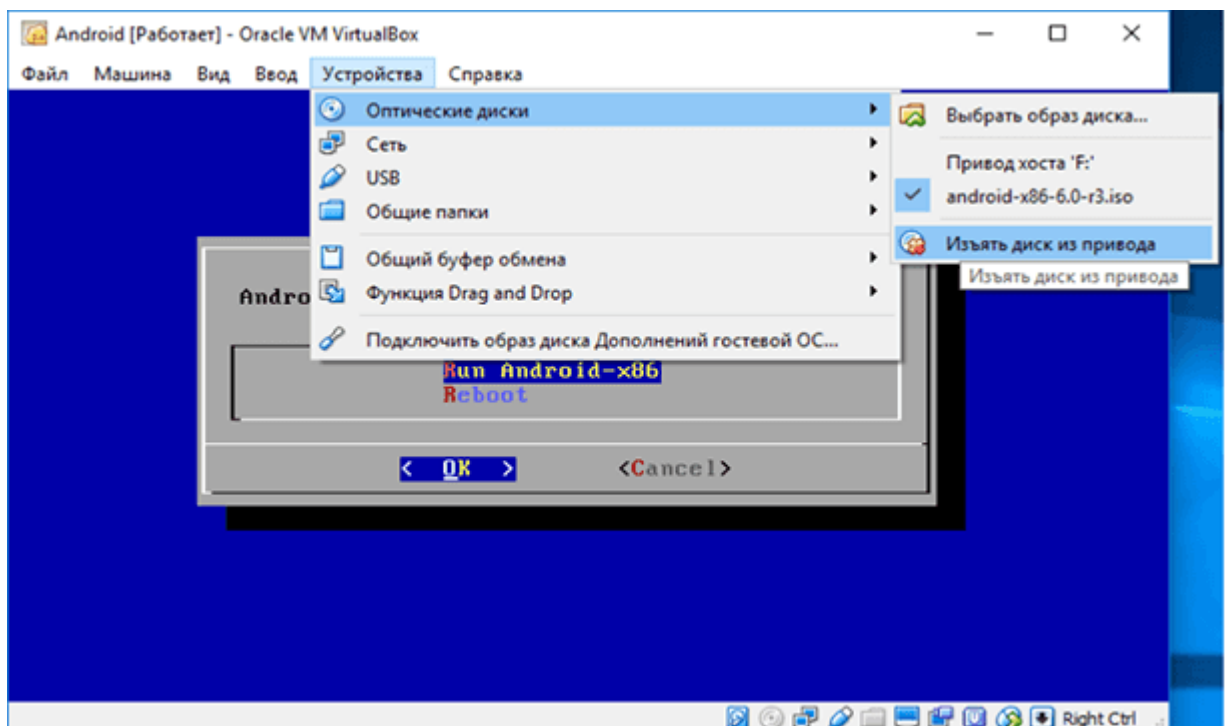 Android [Работает] - Oracle VM VirtualBox
Файл Машина Вид Ввод Устройства Справка
Оптические диски
Сеть
USB
Общие папки
Общий буфер обмена
Функция Drag and Drop
Подключить образ диска Дополнений гостевой ОС...
Выбрать образ диска...
Привод хоста 'F:'
android-x86-6.0-r3.iso
Изъять диск из привода
Изъять диск из привода
Andro
Run Android-x86
Reboot
< OK > <Cancel>
Right Ctrl